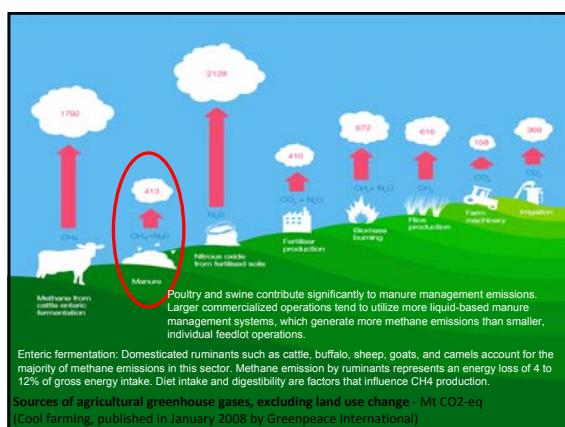 2128
1792
672
616
410
369
413
158
CO₂
CO₂
CH₄+ N₂O
CH₄
CO₂ + N₂O
N₂O
CH₄
CH₄ +N₂O
Irrigation
Farm
machinery
Rice
production
Biomass
burning
Fertiliser
production
Nitrous oxide
from fertilised soils
Manure
Methane from
cattle enteric
fermentation
Poultry and swine contribute significantly to manure management emissions.
Larger commercialized operations tend to utilize more liquid-based manure
management systems, which generate more methane emissions than smaller,
individual feedlot operations.
Enteric fermentation: Domesticated ruminants such as cattle, buffalo, sheep, goats, and camels account for the
majority of methane emissions in this sector. Methane emission by ruminants represents an energy loss of 4 to
12% of gross energy intake. Diet intake and digestibility are factors that influence CH4 production.
Sources of agricultural greenhouse gases, excluding land use change - Mt CO2-eq
(Cool farming, published in January 2008 by Greenpeace International)